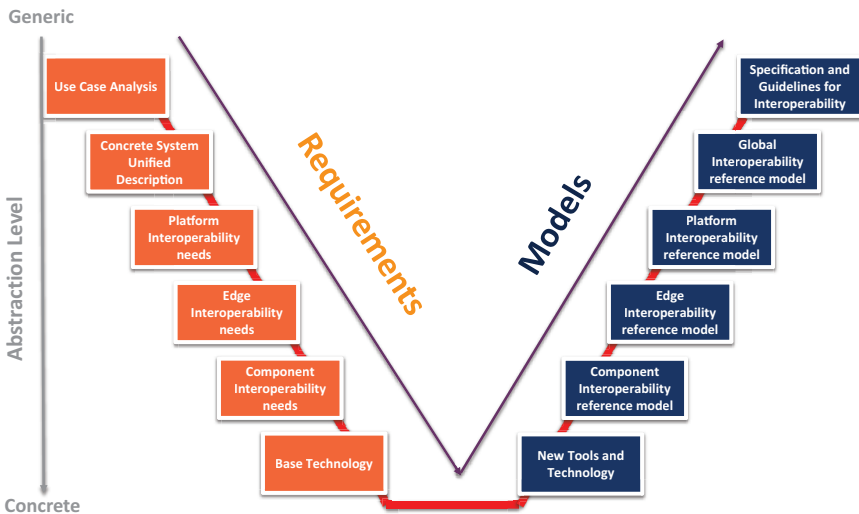 Generic
Use Case Analysis
Concrete System
Unified
Description
Platform
Interoperability
needs
Edge
Interoperability
needs
Component
Interoperability
needs
Base Technology
Requirements
Models
Specification and
Guidelines for
Interoperability
Global
Interoperability
reference model
Platform
Interoperability
reference model
Edge
Interoperability
reference model
Component
Interoperability
reference model
New Tools and
Technology
Abstraction Level
Concrete